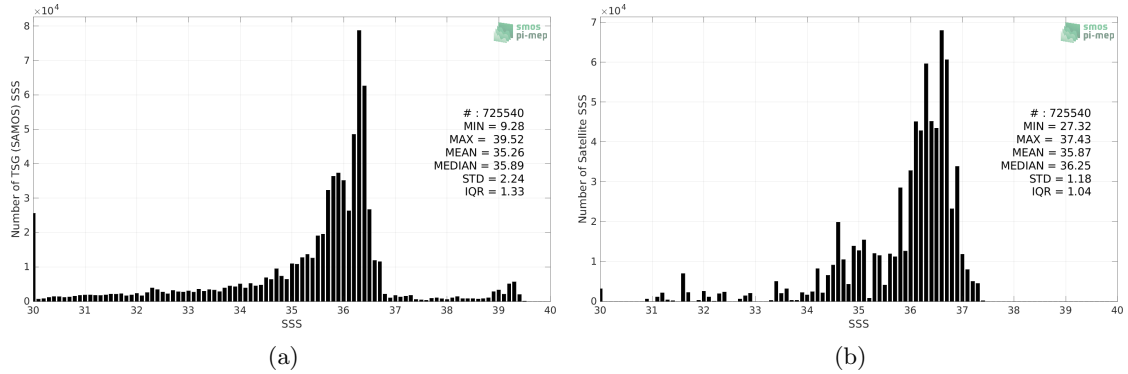 ×10⁴
8
7
6
5
4
3
2
1
0
Number of TSG (SAMOS) SSS
smos
pi-mep
# : 725540
MIN = 9.28
MAX = 39.52
MEAN = 35.26
MEDIAN = 35.89
STD = 2.24
IQR = 1.33
30 31 32 33 34 35 36 37 38 39 40
SSS
(a)
×10⁴
7
6
5
4
3
2
1
0
Number of Satellite SSS
smos
pi-mep
# : 725540
MIN = 27.32
MAX = 37.43
MEAN = 35.87
MEDIAN = 36.25
STD = 1.18
IQR = 1.04
30 31 32 33 34 35 36 37 38 39 40
SSS
(b)